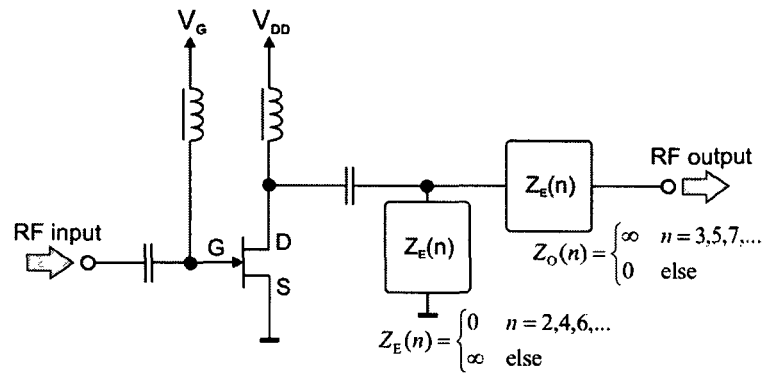 V_G
V_DD
RF input
G
D
S
Z_E(n)
Z_E(n)
RF output
Z_O(n) = { ∞ n = 3,5,7,...
0 else
Z_E(n) = { 0 n = 2,4,6,...
∞ else